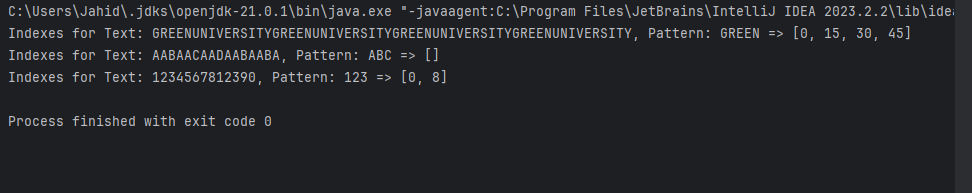 C:\Users\Jahid\.jdks\openjdk-21.0.1\bin\java.exe "-javaagent:C:\Program Files\JetBrains\IntelliJ IDEA 2023.2.2\lib\idea
Indexes for Text: GREENUNIVERSITYGREENUNIVERSITYGREENUNIVERSITYGREENUNIVERSITY, Pattern: GREEN => [0, 15, 30, 45]
Indexes for Text: AABAACAADAABAABA, Pattern: ABC => []
Indexes for Text: 1234567812390, Pattern: 123 => [0, 8]
Process finished with exit code 0